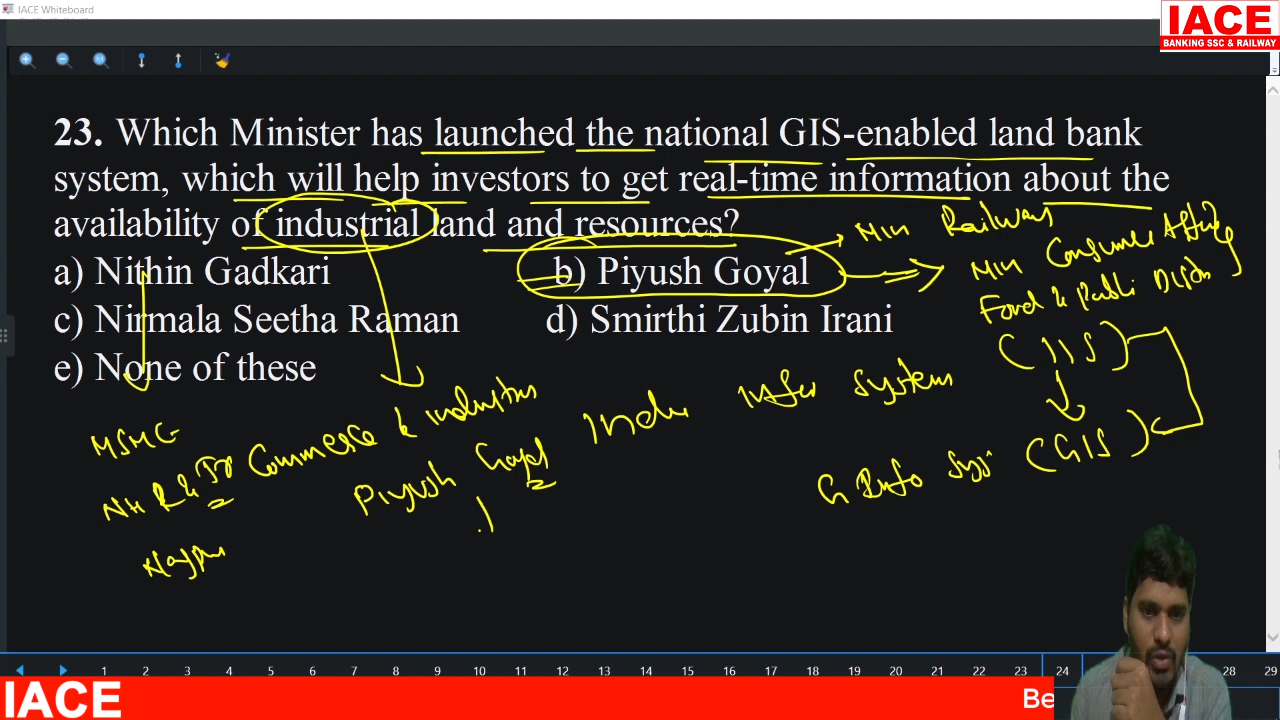 IACE Whiteboard
IACE
BANKING SSC & RAILWAY
23. Which Minister has launched the national GIS-enabled land bank
system, which will help investors to get real-time information about the
availability of industrial land and resources?
a) Nithin Gadkari
b) Piyush Goyal
c) Nirmala Seetha Raman
d) Smirthi Zubin Irani
e) None of these
Min Railways
Min Consumer Affairs
Food & Public
(IIS)
System
(GIS)
G Info Sys
MSME
Commerce & industries
Piyush Goyal
1 2 3 4 5 6 7 8 9 10 11 12 13 14 15 16 17 18 19 20 21 22 23 24 28 29
IACE
Be